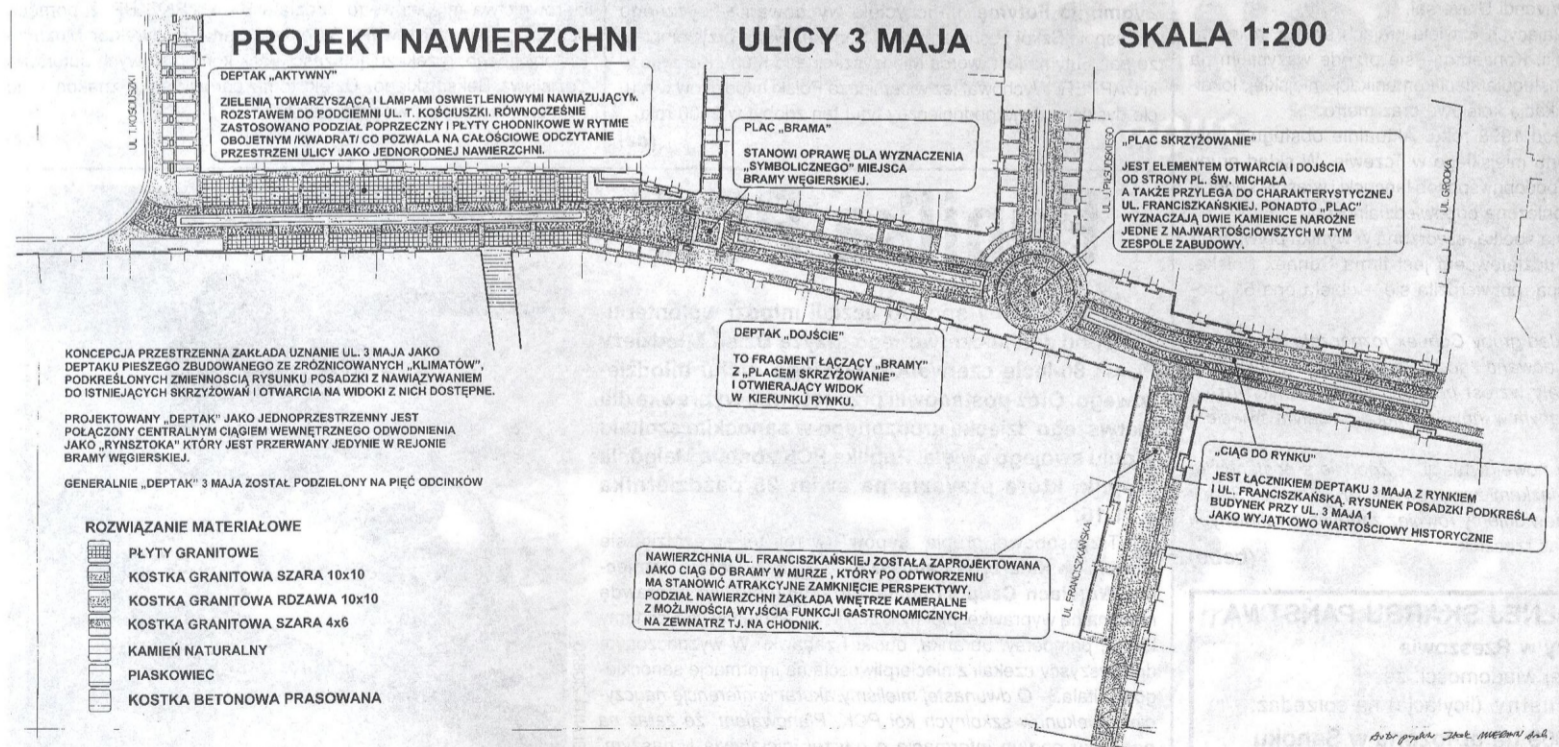 PROJEKT NAWIERZCHNI ULICY 3 MAJA SKALA 1:200
UL. T.KOŚCIUSZKI
DEPTAK „AKTYWNY”
ZIELENIĄ TOWARZYSZĄCĄ I LAMPAMI OSWIETLENIOWYMI NAWIĄZUJĄCYM.
ROZSTAWEM DO PODCIEMNI UL. T. KOŚCIUSZKI. RÓWNOCZEŚNIE
ZASTOSOWANO PODZIAŁ POPRZECZNY I PŁYTY CHODNIKOWE W RYTMIE
OBOJETNYM /KWADRAT/ CO POZWALA NA CAŁOŚCIOWE ODCZYTANIE
PRZESTRZENI ULICY JAKO JEDNORODNEJ NAWIERZCHNI.
PLAC „BRAMA”
STANOWI OPRAWĘ DLA WYZNACZENIA
„SYMBOLICZNEGO” MIEJSCA
BRAMY WĘGIERSKIEJ.
„PLAC SKRZYŻOWANIE”
JEST ELEMENTEM OTWARCIA I DOJŚCIA
OD STRONY PL. ŚW. MICHAŁA
A TAKŻE PRZYLEGA DO CHARAKTERYSTYCZNEJ
UL. FRANCISZKAŃSKIEJ. PONADTO „PLAC”
WYZNACZAJĄ DWIE KAMIENICE NAROŻNE
JEDNE Z NAJWARTOŚCIOWSZYCH W TYM
ZESPOLE ZABUDOWY.
UL. GRODKA
DEPTAK „DOJŚCIE”
TO FRAGMENT ŁĄCZĄCY „BRAMY”
Z „PLACEM SKRZYŻOWANIE”
I OTWIERAJĄCY WIDOK
W KIERUNKU RYNKU.
KONCEPCJA PRZESTRZENNA ZAKŁADA UZNANIE UL. 3 MAJA JAKO
DEPTAKU PIESZEGO ZBUDOWANEGO ZE ZRÓŻNICOWANYCH „KLIMATÓW”,
PODKREŚLONYCH ZMIENNOSCIĄ RYSUNKU POSADZKI Z NAWIĄZYWANIEM
DO ISTNIEJĄCYCH SKRZYŻOWAŃ I OTWARCIA NA WIDOKI Z NICH DOSTĘPNE.
PROJEKTOWANY „DEPTAK” JAKO JEDNOPRZESTRZENNY JEST
POŁĄCZONY CENTRALNYM CIĄGIEM WEWNĘTRZNEGO ODWODNIENIA
JAKO „RYNSZTOKA” KTÓRY JEST PRZERWANY JEDYNIE W REJONIE
BRAMY WĘGIERSKIEJ.
GENERALNIE „DEPTAK” 3 MAJA ZOSTAŁ PODZIELONY NA PIĘĆ ODCINKÓW
„CIĄG DO RYNKU”
JEST ŁĄCZNIKIEM DEPTAKU 3 MAJA Z RYNKIEM
I UL. FRANCISZKAŃSKĄ. RYSUNEK POSADZKI PODKREŚLA
BUDYNEK PRZY UL. 3 MAJA 1
JAKO WYJĄTKOWO WARTOŚCIOWY HISTORYCZNIE
UL. FRANCISZKAŃSKA
NAWIERZCHNIA UL. FRANCISZKAŃSKIEJ ZOSTAŁA ZAPROJEKTOWANA
JAKO CIĄG DO BRAMY W MURZE , KTÓRY PO ODTWORZENIU
MA STANOWIĆ ATRAKCYJNE ZAMKNIĘCIE PERSPEKTYWY.
PODZIAŁ NAWIERZCHNI ZAKŁADA WNĘTRZE KAMERALNE
Z MOŻLIWOŚCIĄ WYJŚCIA FUNKCJI GASTRONOMICZNYCH
NA ZEWNATRZ TJ. NA CHODNIK.
ROZWIĄZANIE MATERIAŁOWE
PŁYTY GRANITOWE
KOSTKA GRANITOWA SZARA 10x10
KOSTKA GRANITOWA RDZAWA 10x10
KOSTKA GRANITOWA SZARA 4x6
KAMIEŃ NATURALNY
PIASKOWIEC
KOSTKA BETONOWA PRASOWANA